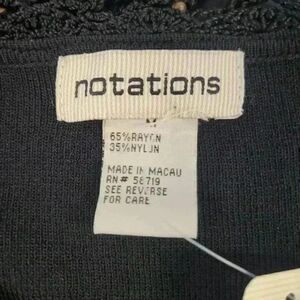 notations
M
65%RAYON
35%NYLON
MADE IN MACAU
RN# 56719
SEE REVERSE
FOR CARE